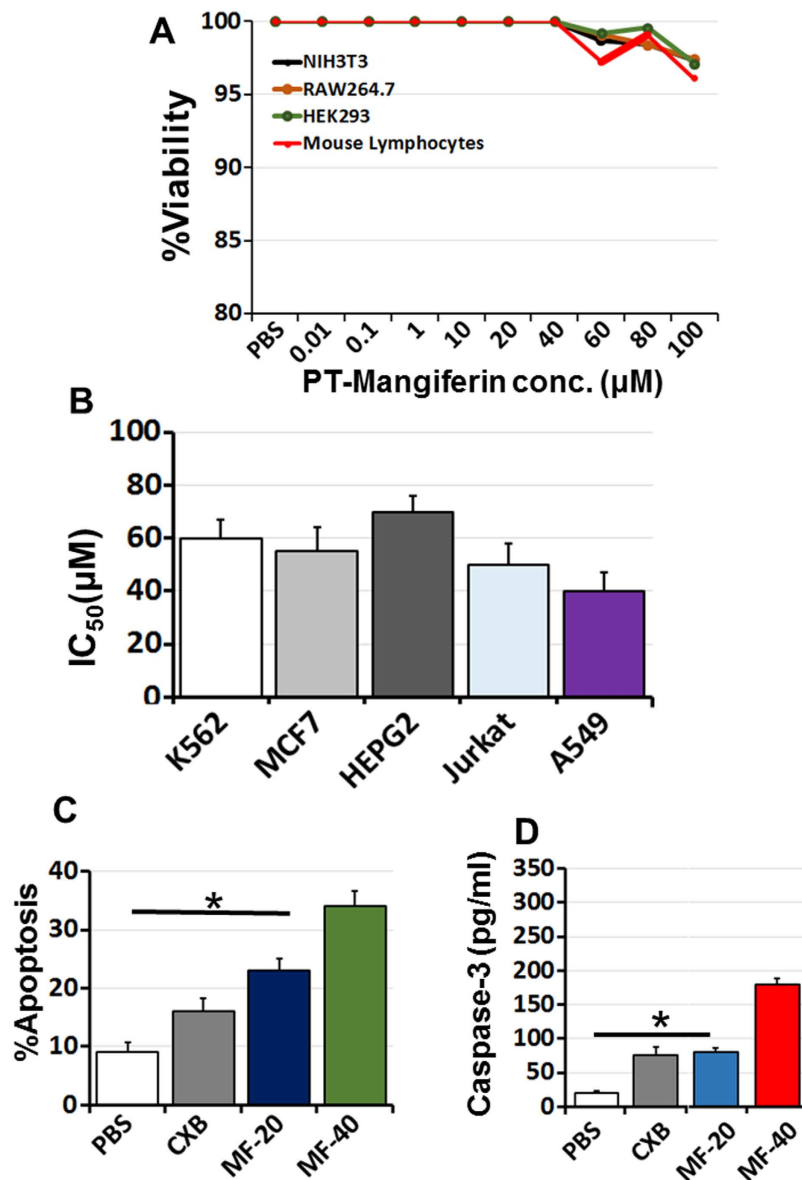 A
100
95
90
85
80
%Viability
NIH3T3
RAW264.7
HEK293
Mouse Lymphocytes
PBS 0.01 0.1 1 10 20 40 60 80 100
PT-Mangiferin conc. (µM)
B
100
80
60
40
20
0
IC50(µM)
K562 MCF7 HEPG2 Jurkat A549
C
40
30
20
10
0
%Apoptosis
*
PBS CXB MF-20 MF-40
D
350
300
250
200
150
100
50
0
Caspase-3 (pg/ml)
*
PBS CXB MF-20 MF-40